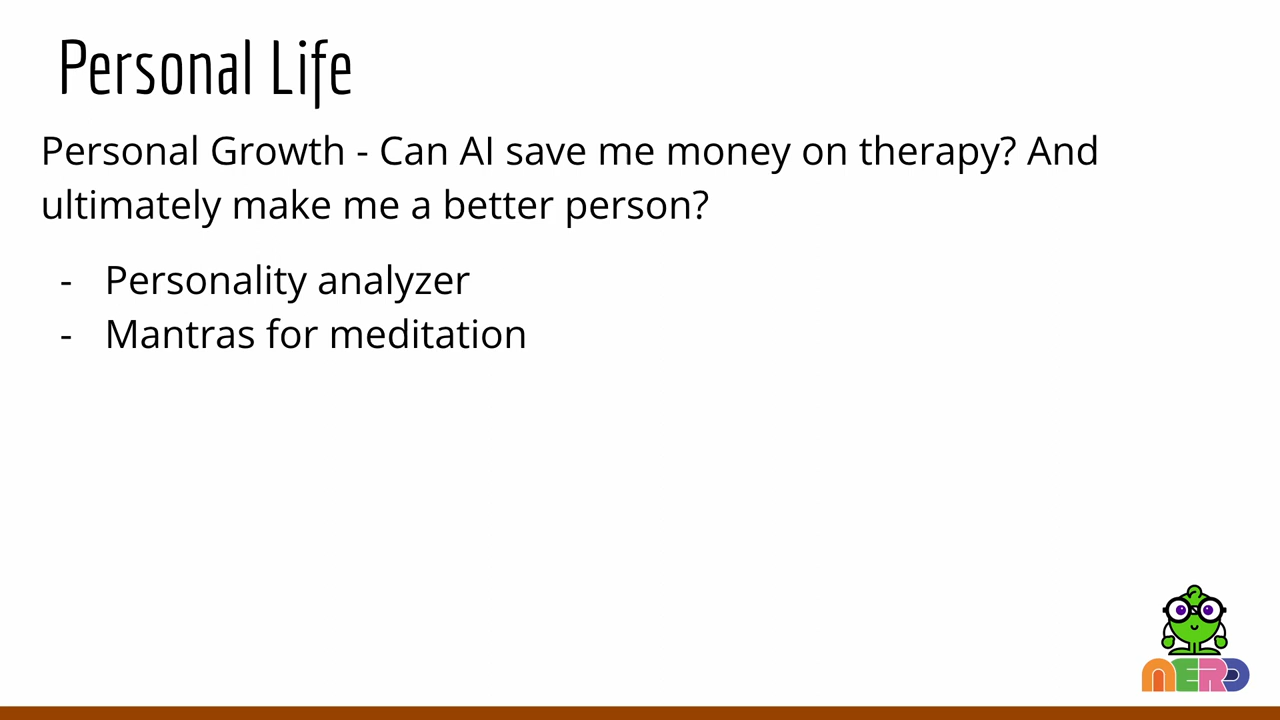 Personal Life
Personal Growth - Can AI save me money on therapy? And
ultimately make me a better person?
- Personality analyzer
- Mantras for meditation
NERD